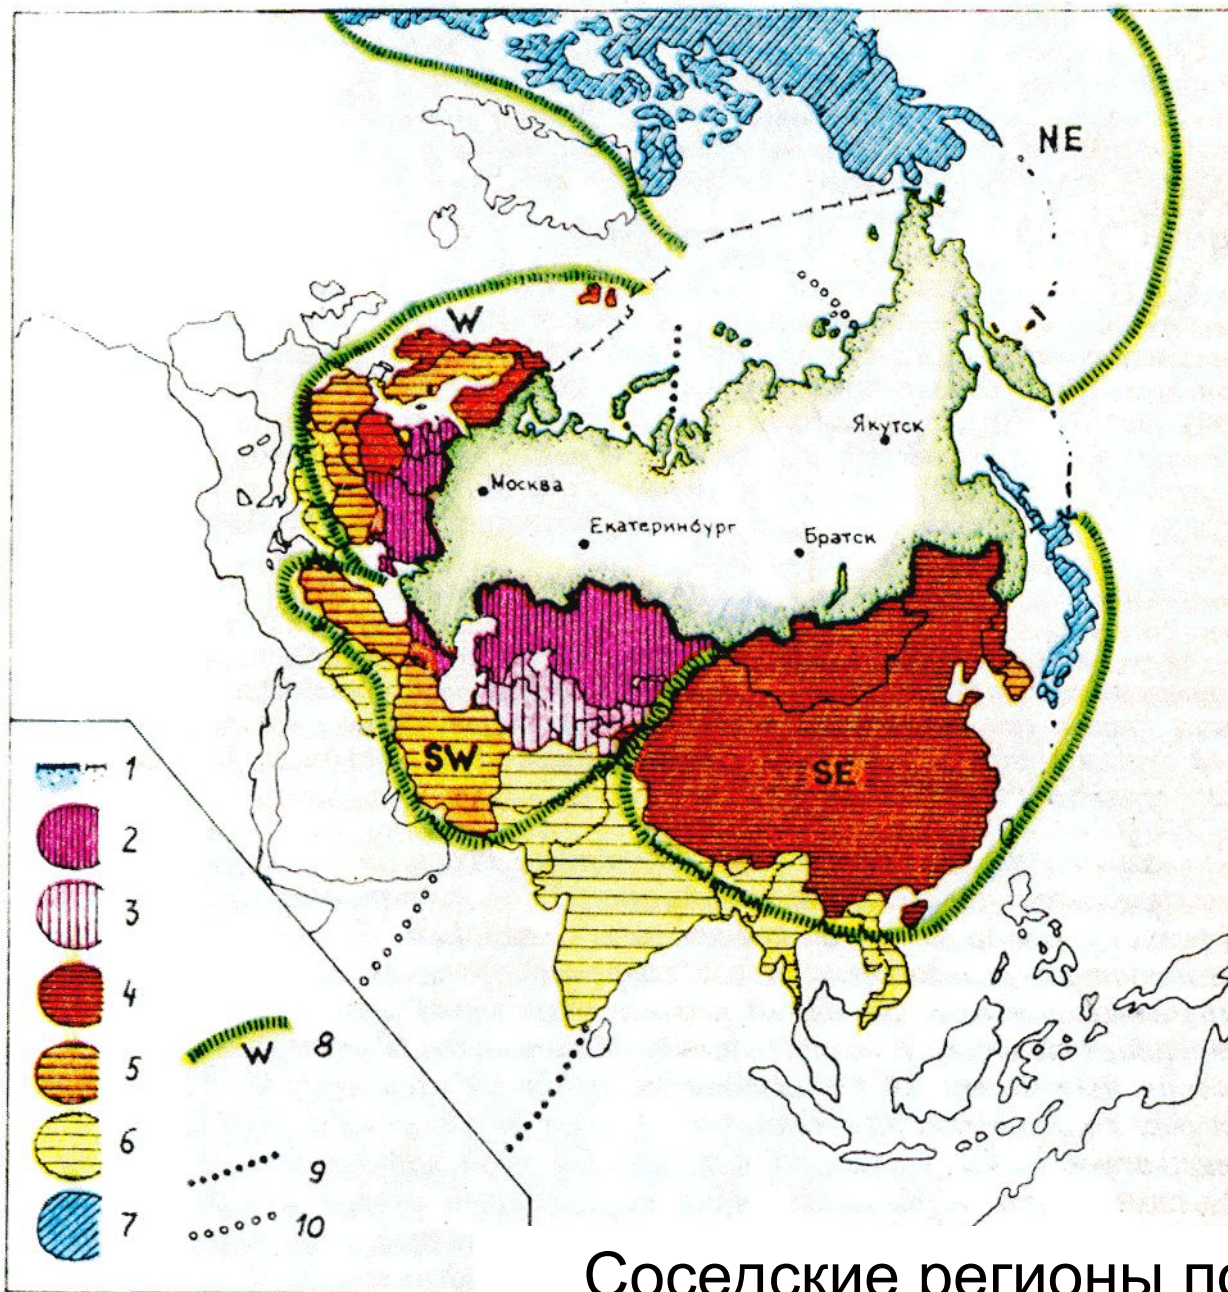 NE
W
Якутск
Москва
Екатеринбург
Братск
SW
SE
1
2
3
4
5
6
7
W 8
9
10
Соседские регионы по